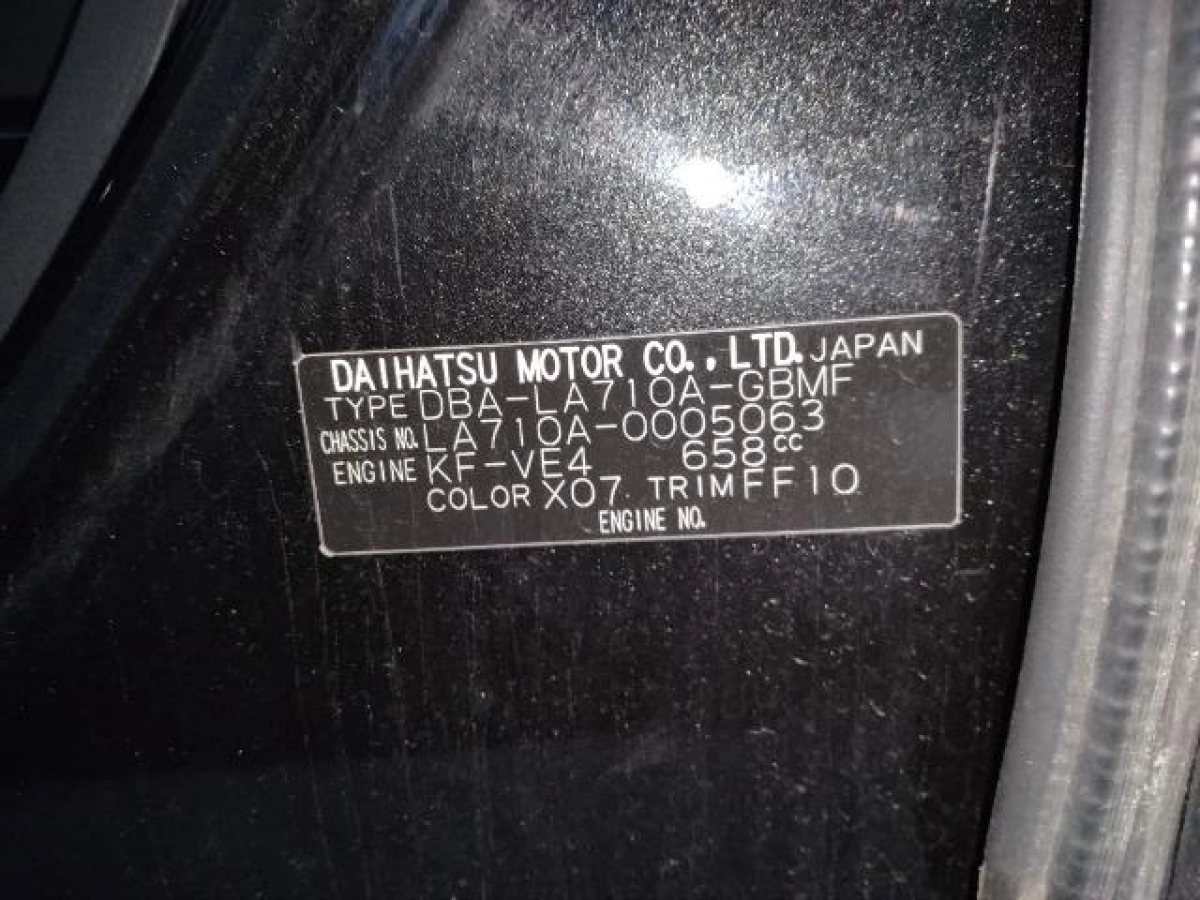 DAIHATSU MOTOR CO.,LTD. JAPAN
TYPE DBA-LA710A-GBMF
CHASSIS NO. LA710A-0005063
ENGINE KF-VE4 658cc
COLOR X07 TRIM FF10
ENGINE NO.